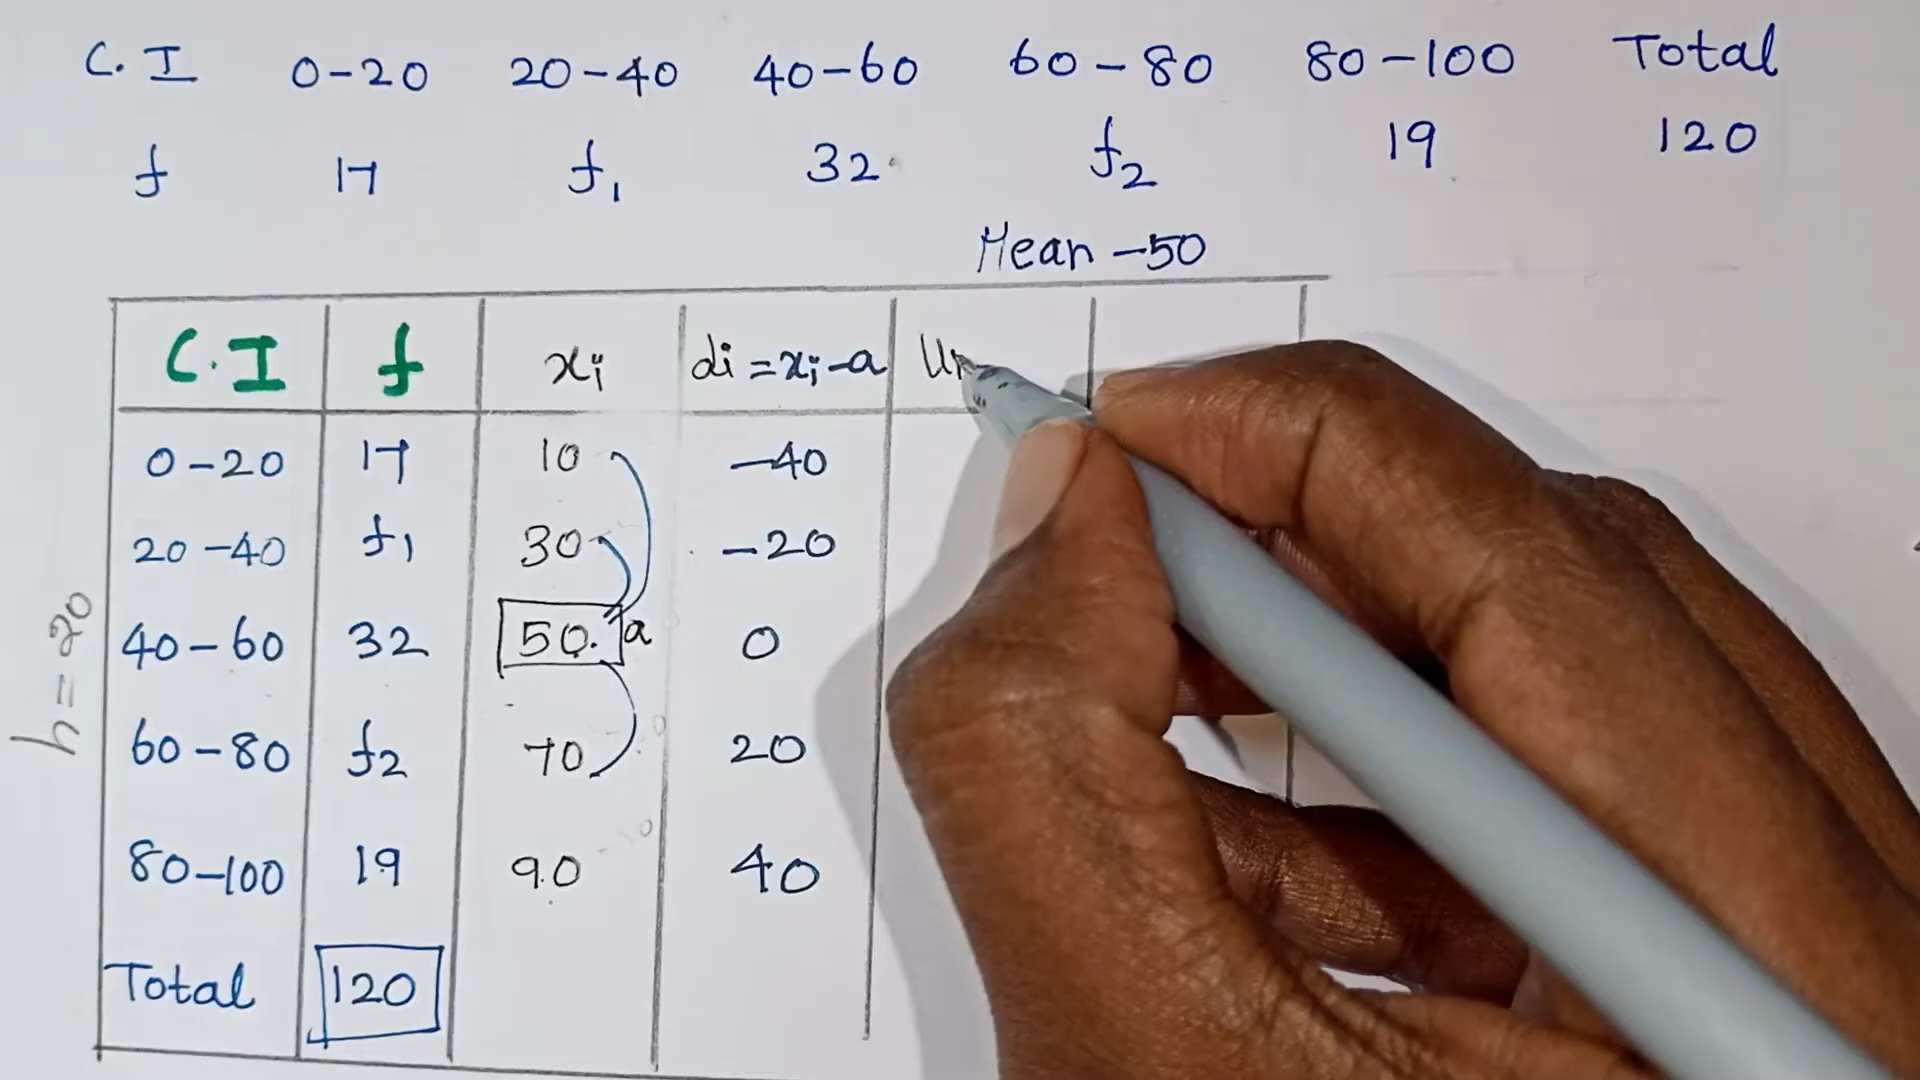 C. I 0-20 20-40 40-60 60-80 80-100 Total
f 17 f1 32 f2 19 120
Mean -50
C.I f xi di = xi -a
0-20 17 10 -40
20-40 f1 30 -20
40-60 32 50. a 0
60-80 f2 70 20
80-100 19 90 40
Total 120
h = 20